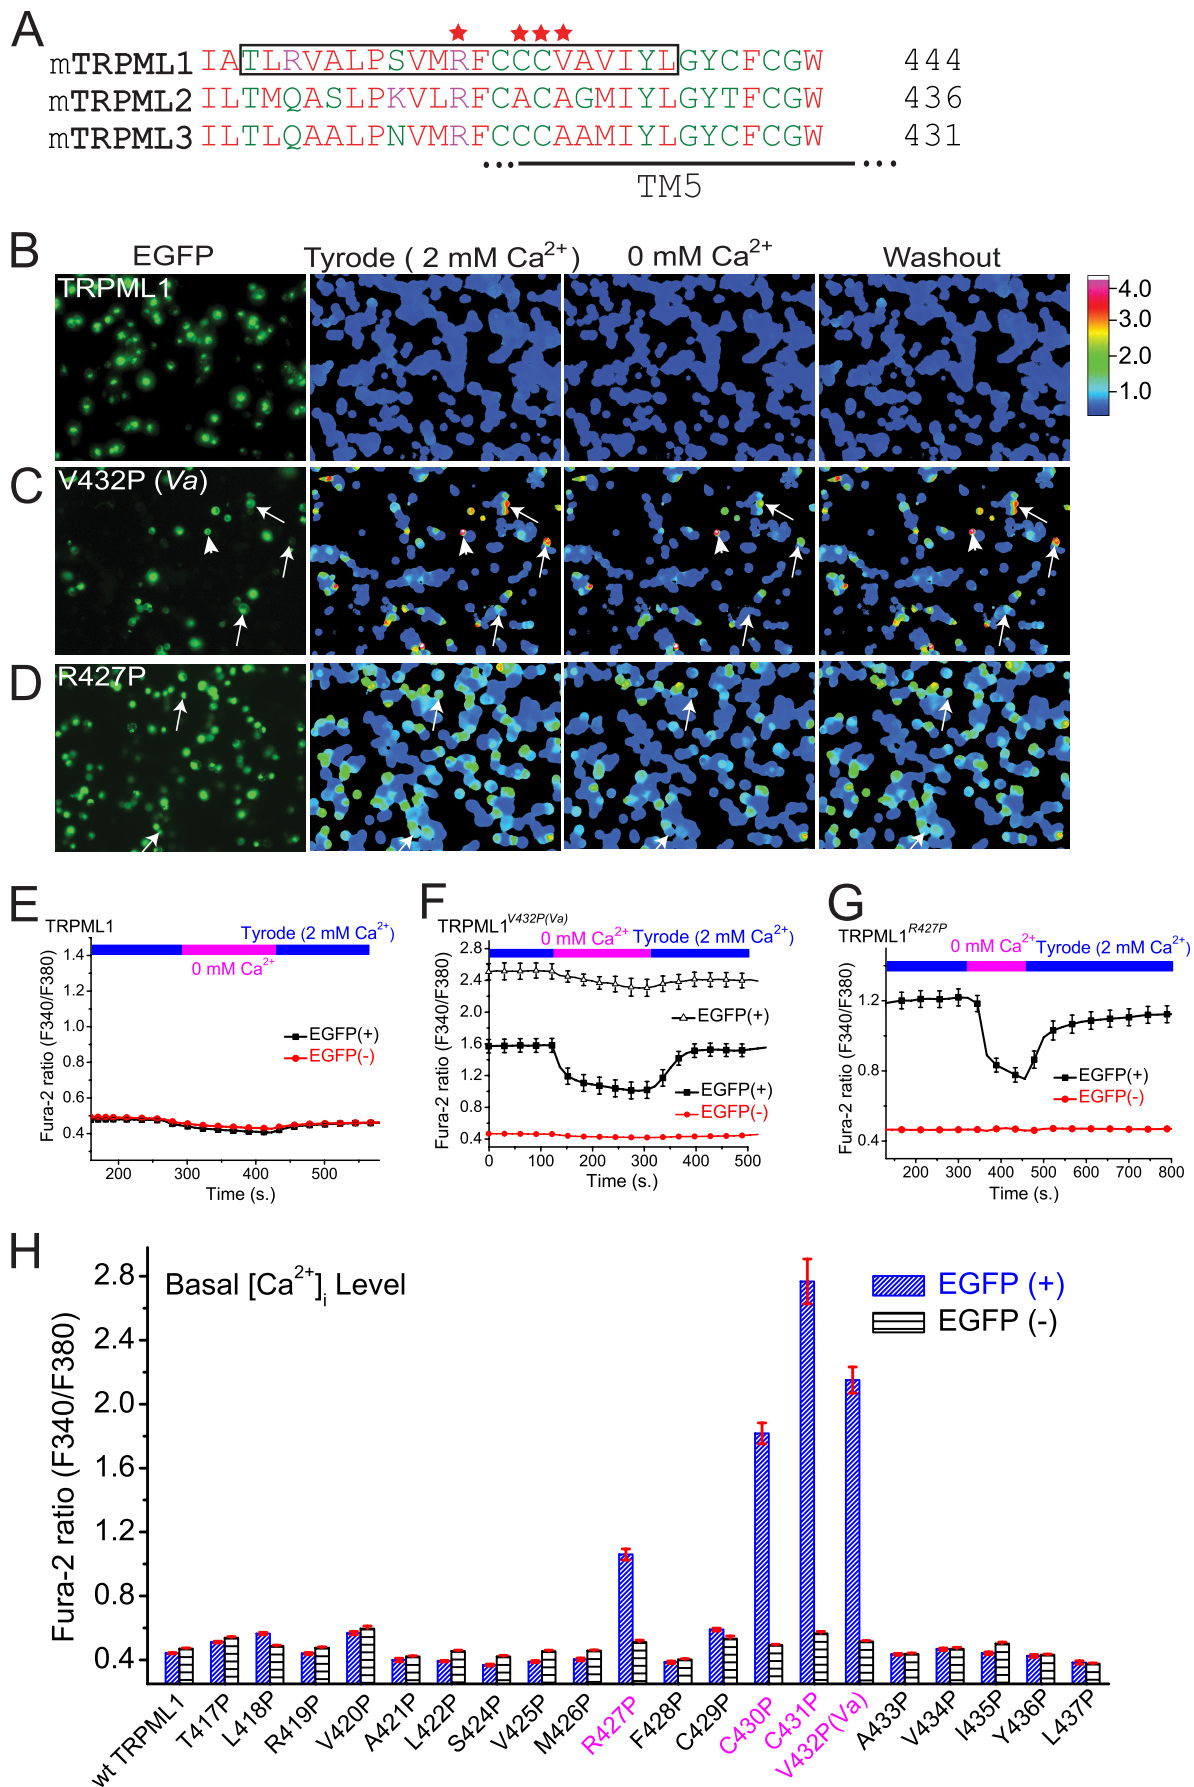 A
mTRPML1 IATLRVALPSVMRFCCCVAVIYLGYCFCGW 444
mTRPML2 ILTMQASLPKVLRFCACAGMIYLGYTFCGW 436
mTRPML3 ILTLQAALPNVMRFCCCAAMIYLGYCFCGW 431
TM5
B
EGFP
Tyrode ( 2 mM Ca2+)
0 mM Ca2+
Washout
TRPML1
4.0
3.0
2.0
1.0
C
V432P (Va)
D
R427P
E
TRPML1
Tyrode (2 mM Ca2+)
0 mM Ca2+
EGFP(+)
EGFP(-)
Fura-2 ratio (F340/F380)
1.4
1.2
1.0
0.8
0.6
0.4
200 300 400 500
Time (s.)
F
TRPML1V432P(Va)
0 mM Ca2+ Tyrode (2 mM Ca2+)
EGFP(+)
EGFP(+)
EGFP(-)
Fura-2 ratio (F340/F380)
2.8
2.4
2.0
1.6
1.2
0.8
0.4
0 100 200 300 400 500
Time (s.)
G
TRPML1R427P
0 mM Ca2+ Tyrode (2 mM Ca2+)
EGFP(+)
EGFP(-)
Fura-2 ratio (F340/F380)
1.2
0.8
0.4
200 300 400 500 600 700 800
Time (s.)
H
Basal [Ca2+]i Level
EGFP (+)
EGFP (-)
Fura-2 ratio (F340/F380)
2.8
2.4
2.0
1.6
1.2
0.8
0.4
wt TRPML1
T417P
L418P
R419P
V420P
A421P
L422P
S424P
V425P
M426P
R427P
F428P
C429P
C430P
C431P
V432P(Va)
A433P
V434P
I435P
Y436P
L437P